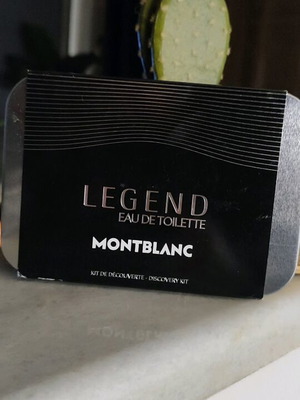 LEGEND
EAU DE TOILETTE
MONTBLANC
KIT DE DÉCOUVERTE - DISCOVERY KIT